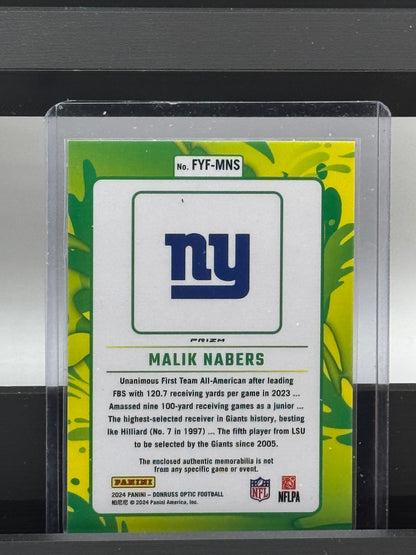 No. FYF-MNS
ny
PRIZM
MALIK NABERS
Unanimous First Team All-American after leading
FBS with 120.7 receiving yards per game in 2023 ...
Amassed nine 100-yard receiving games as a junior ...
The highest-selected receiver in Giants history, besting
Ike Hilliard (No. 7 in 1997) ... The fifth player from LSU
to be selected by the Giants since 2005.
The enclosed authentic memorabilia is not
from any specific game or event.
PANINI
2024 PANINI – DONRUSS OPTIC FOOTBALL
帕尼尼 © 2024 Panini America, Inc.
NFL
NFLPA